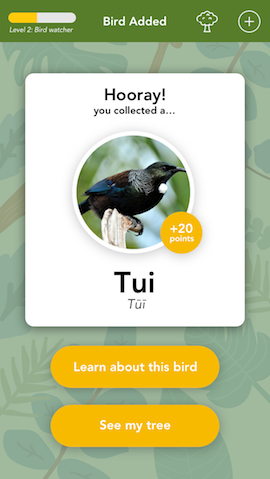 Level 2: Bird watcher
Bird Added
Hooray!
you collected a...
+20
points
Tui
Tūī
Learn about this bird
See my tree